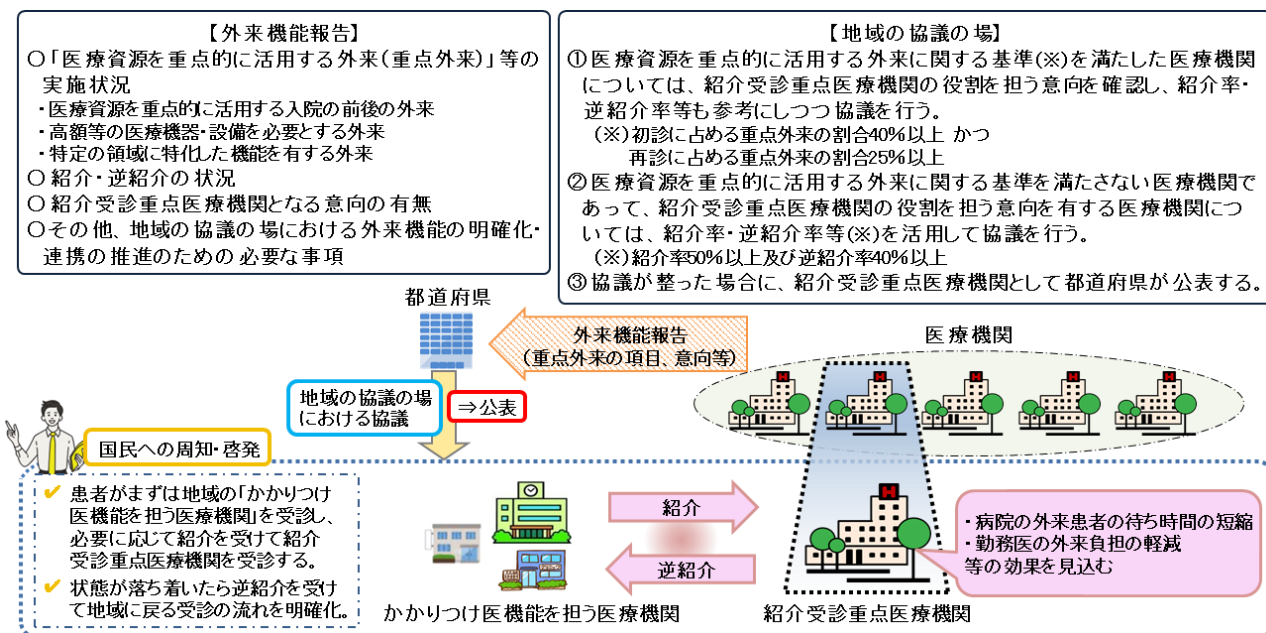 【外来機能報告】
○「医療資源を重点的に活用する外来(重点外来)」等の
実施状況
・医療資源を重点的に活用する入院の前後の外来
・高額等の医療機器・設備を必要とする外来
・特定の領域に特化した機能を有する外来
○紹介・逆紹介の状況
○紹介受診重点医療機関となる意向の有無
○その他、地域の協議の場における外来機能の明確化・
連携の推進のための必要な事項
【地域の協議の場】
①医療資源を重点的に活用する外来に関する基準(※)を満たした医療機関
については、紹介受診重点医療機関の役割を担う意向を確認し、紹介率・
逆紹介率等も参考にしつつ協議を行う。
(※)初診に占める重点外来の割合40%以上 かつ
再診に占める重点外来の割合25%以上
②医療資源を重点的に活用する外来に関する基準を満たさない医療機関で
あって、紹介受診重点医療機関の役割を担う意向を有する医療機関につ
いては、紹介率・逆紹介率等(※)を活用して協議を行う。
(※)紹介率50%以上及び逆紹介率40%以上
③協議が整った場合に、紹介受診重点医療機関として都道府県が公表する。
都道府県
外来機能報告
(重点外来の項目、意向等)
医療機関
H
H
H
H
H
地域の協議の場
における協議
⇒公表
国民への周知・啓発
✔ 患者がまずは地域の「かかりつけ
医機能を担う医療機関」を受診し、
必要に応じて紹介を受けて紹介
受診重点医療機関を受診する。
✔ 状態が落ち着いたら逆紹介を受け
て地域に戻る受診の流れを明確化。
紹介
逆紹介
H
・病院の外来患者の待ち時間の短縮
・勤務医の外来負担の軽減
等の効果を見込む
かかりつけ医機能を担う医療機関
紹介受診重点医療機関